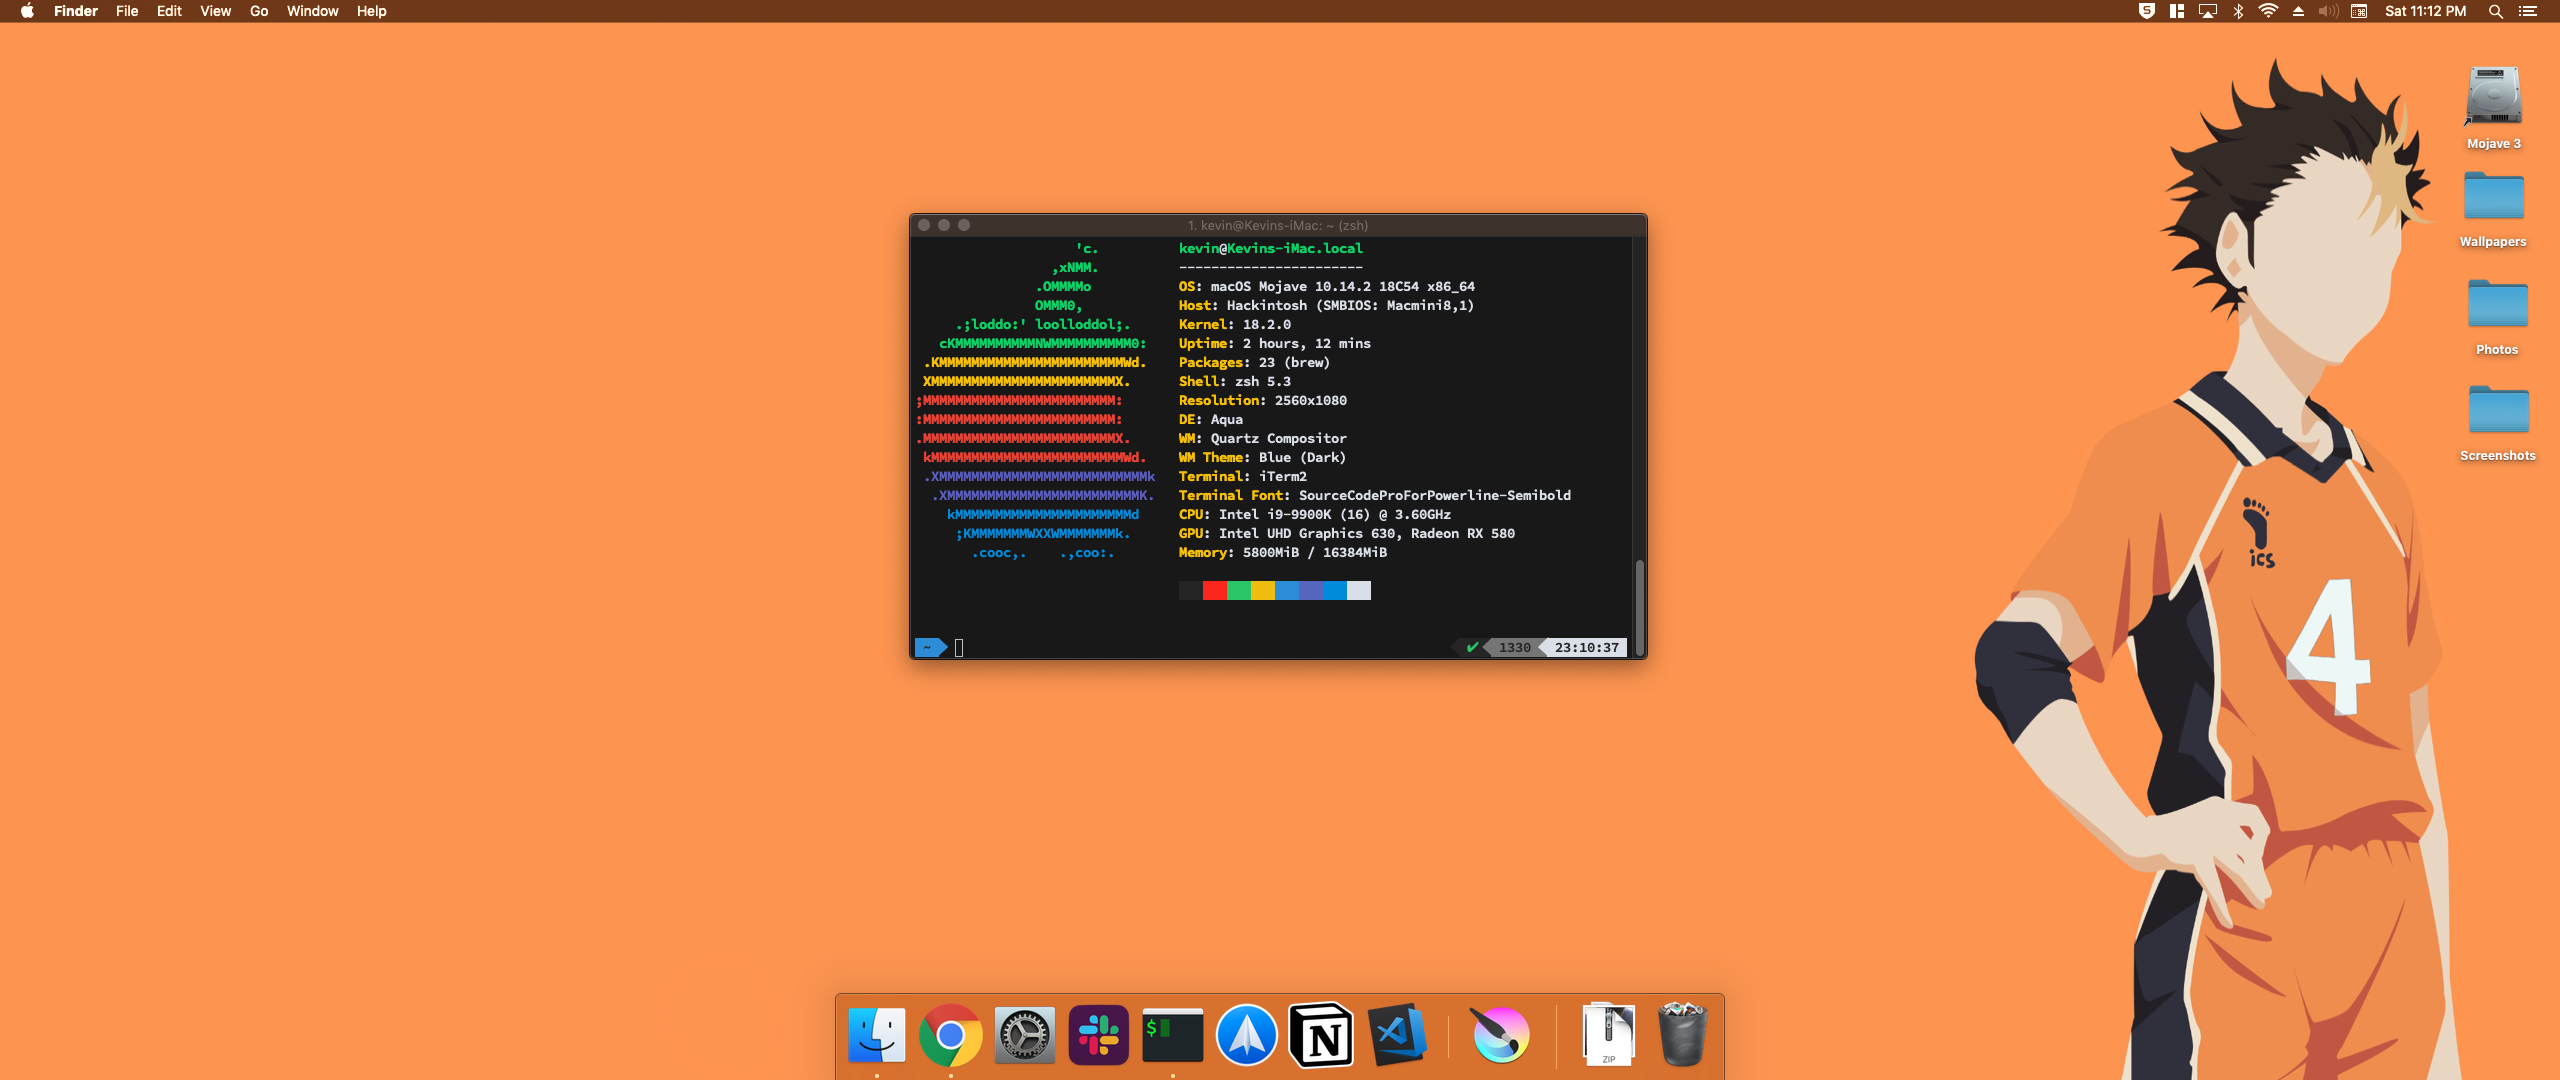 Finder File Edit View Go Window Help
S Sat 11:12 PM
Mojave 3
Wallpapers
Photos
Screenshots
1. kevin@Kevins-iMac: ~ (zsh)
'c. kevin@Kevins-iMac.local
,xNMM. -----------------------
.OMMMMo OS: macOS Mojave 10.14.2 18C54 x86_64
OMMM0, Host: Hackintosh (SMBIOS: Macmini8,1)
.;loddo:' loolloddol;. Kernel: 18.2.0
cKMMMMMMMMMMNWMMMMMMMMMM0: Uptime: 2 hours, 12 mins
.KMMMMMMMMMMMMMMMMMMMMMMMWd. Packages: 23 (brew)
XMMMMMMMMMMMMMMMMMMMMMMMX. Shell: zsh 5.3
;MMMMMMMMMMMMMMMMMMMMMMMM: Resolution: 2560x1080
:MMMMMMMMMMMMMMMMMMMMMMMM: DE: Aqua
.MMMMMMMMMMMMMMMMMMMMMMMMX. WM: Quartz Compositor
kMMMMMMMMMMMMMMMMMMMMMMMMWd. WM Theme: Blue (Dark)
.XMMMMMMMMMMMMMMMMMMMMMMMMMMk Terminal: iTerm2
.XMMMMMMMMMMMMMMMMMMMMMMMMK. Terminal Font: SourceCodeProForPowerline-Semibold
kMMMMMMMMMMMMMMMMMMMMMMd CPU: Intel i9-9900K (16) @ 3.60GHz
;KMMMMMMMWXXWMMMMMMMk. GPU: Intel UHD Graphics 630, Radeon RX 580
.cooc,. .,coo:. Memory: 5800MiB / 16384MiB
~ ✔ 1330 23:10:37
ics
4
$
N
ZIP